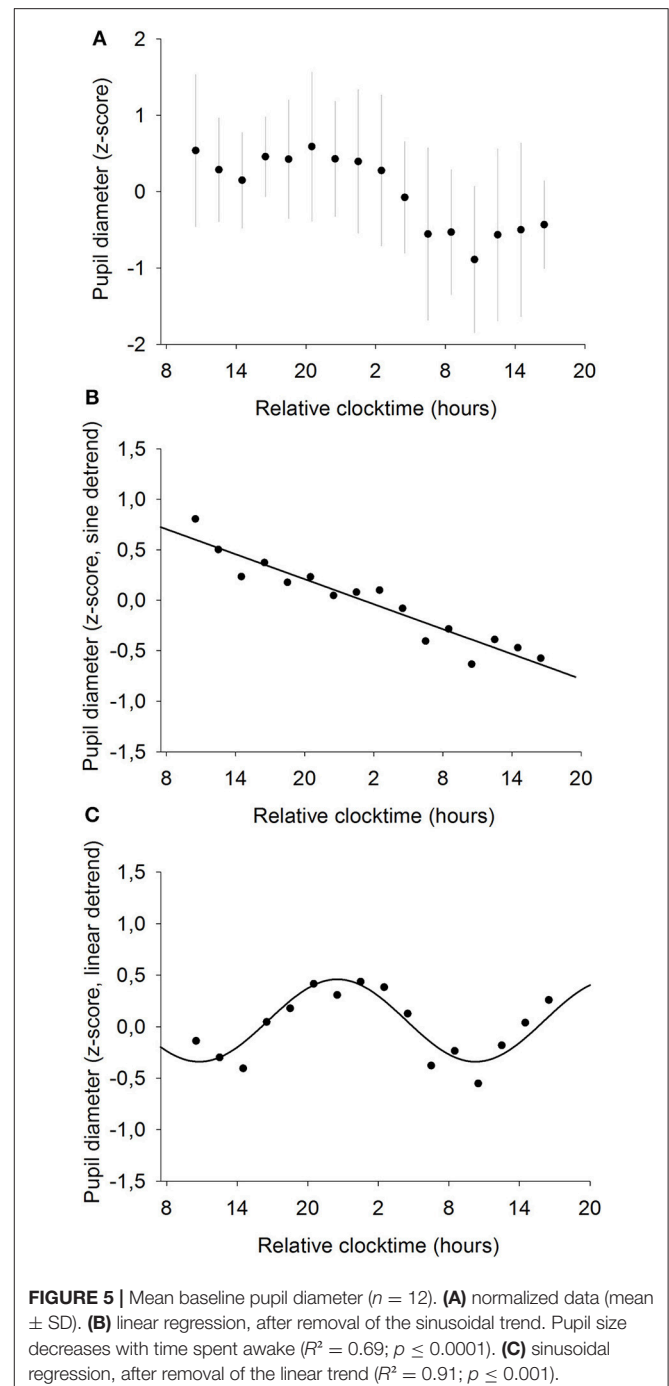 A
2
1
0
-1
-2
Pupil diameter (z-score)
8 14 20 2 8 14 20
Relative clocktime (hours)
B
1,5
1,0
0,5
0,0
-0,5
-1,0
-1,5
Pupil diameter (z-score, sine detrend)
8 14 20 2 8 14 20
Relative clocktime (hours)
C
1,5
1,0
0,5
0,0
-0,5
-1,0
-1,5
Pupil diameter (z-score, linear detrend)
8 14 20 2 8 14 20
Relative clocktime (hours)
FIGURE 5 | Mean baseline pupil diameter (n = 12). (A) normalized data (mean
± SD). (B) linear regression, after removal of the sinusoidal trend. Pupil size
decreases with time spent awake (R² = 0.69; p ≤ 0.0001). (C) sinusoidal
regression, after removal of the linear trend (R² = 0.91; p ≤ 0.001).